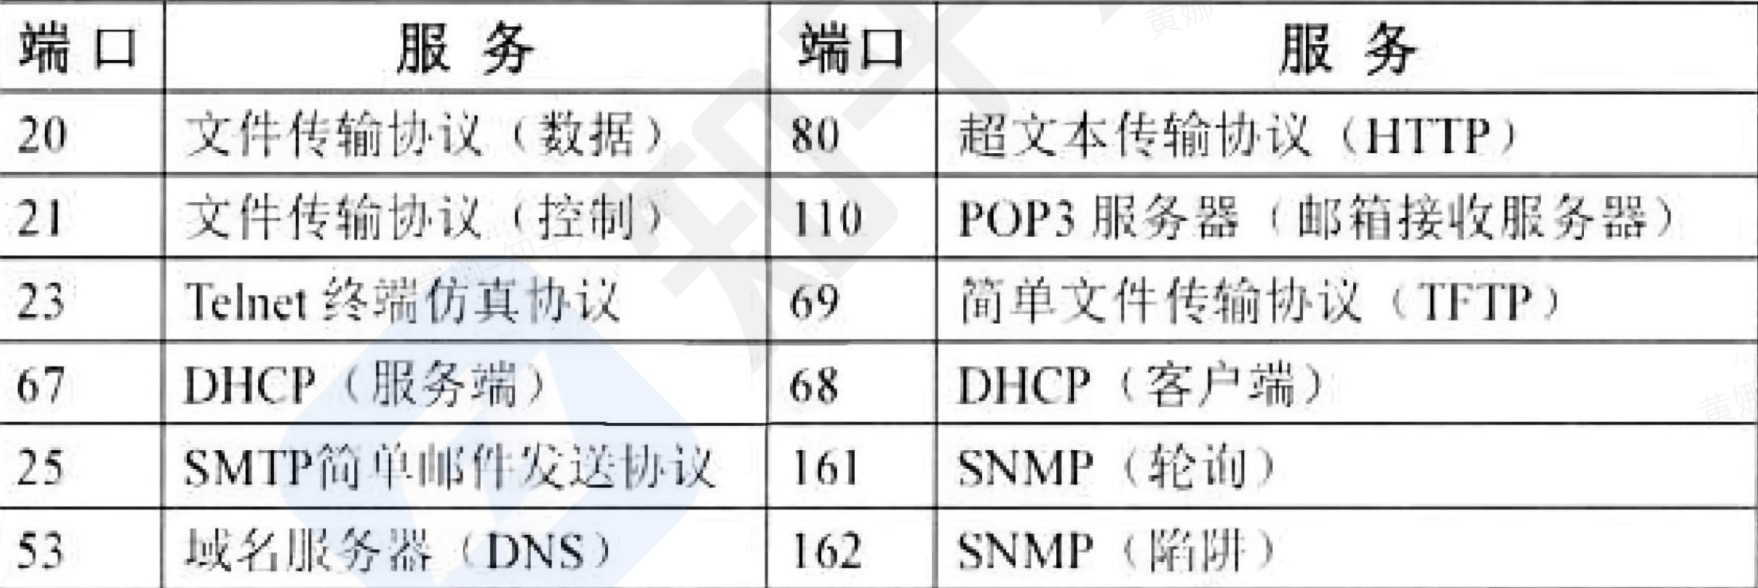 端口 服务 端口 服务
20 文件传输协议（数据） 80 超文本传输协议（HTTP）
21 文件传输协议（控制） 110 POP3 服务器（邮箱接收服务器）
23 Telnet 终端仿真协议 69 简单文件传输协议（TFTP）
67 DHCP（服务端） 68 DHCP（客户端）
25 SMTP简单邮件发送协议 161 SNMP（轮询）
53 域名服务器（DNS） 162 SNMP（陷阱）